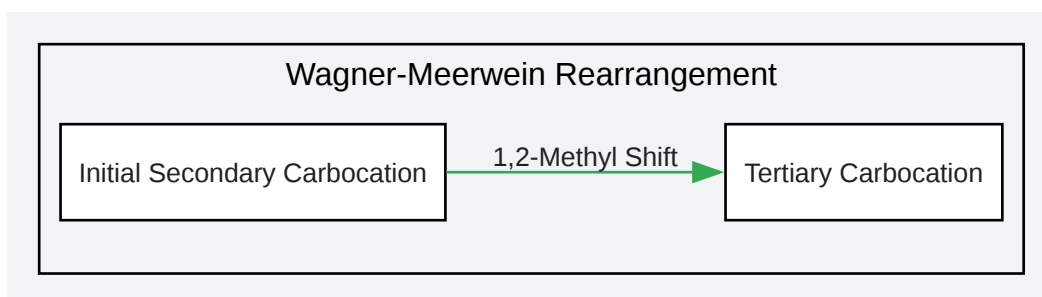 Wagner-Meerwein Rearrangement
Initial Secondary Carbocation
1,2-Methyl Shift
Tertiary Carbocation